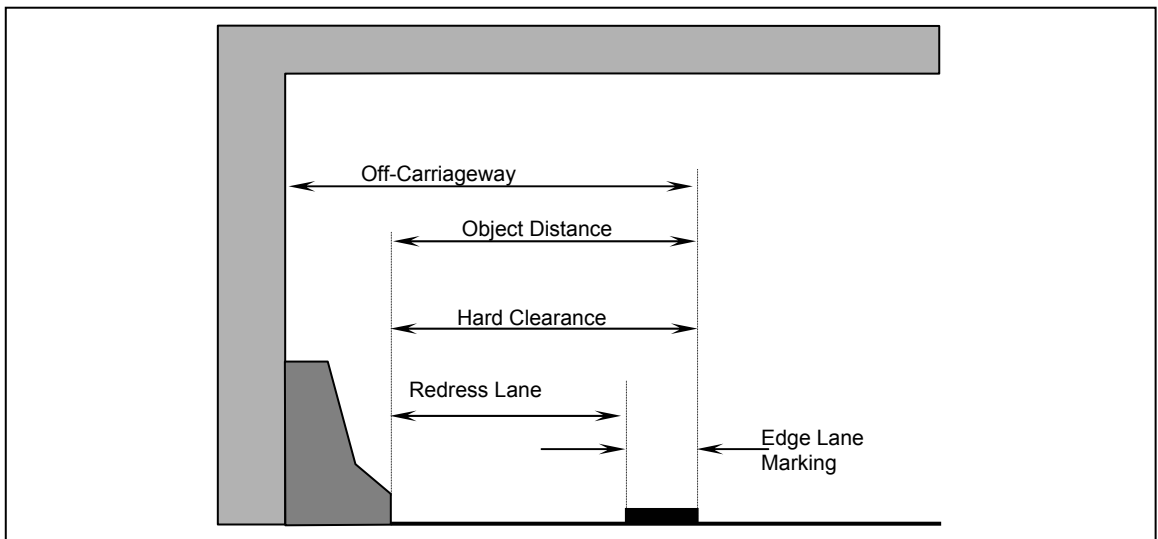 Off-Carriageway
Object Distance
Hard Clearance
Redress Lane
Edge Lane
Marking